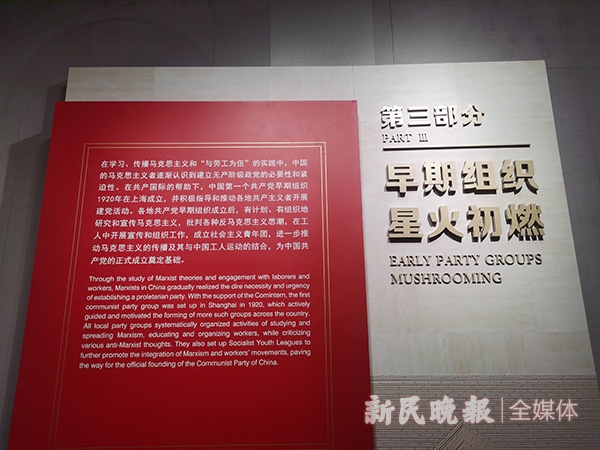 第三部分
PART III
早期组织
星火初燃
EARLY PARTY GROUPS
MUSHROOMING
在学习、传播马克思主义和“与劳工为伍”的实践中，中国
的马克思主义者逐渐认识到建立无产阶级政党的必要性和紧
迫性。在共产国际的帮助下，中国第一个共产党早期组织
1920年在上海成立，并积极指导和推动各地共产主义者开展
建党活动。各地共产党早期组织成立后，有计划、有组织地
研究和宣传马克思主义，批判各种反马克思主义思潮，在工
人中开展宣传和组织工作，成立社会主义青年团，进一步推
动马克思主义的传播及其与中国工人运动的结合，为中国共
产党的正式成立奠定基础。
Through the study of Marxist theories and engagement with laborers and
workers, Marxists in China gradually realized the dire necessity and urgency
of establishing a proletarian party. With the support of the Comintern, the first
communist party group was set up in Shanghai in 1920, which actively
guided and motivated the forming of more such groups across the country.
All local party groups systematically organized activities of studying and
spreading Marxism, educating and organizing workers, while criticizing
various anti-Marxist thoughts. They also set up Socialist Youth Leagues to
further promote the integration of Marxism and workers' movements, paving
the way for the official founding of the Communist Party of China.
新民晚报|全媒体